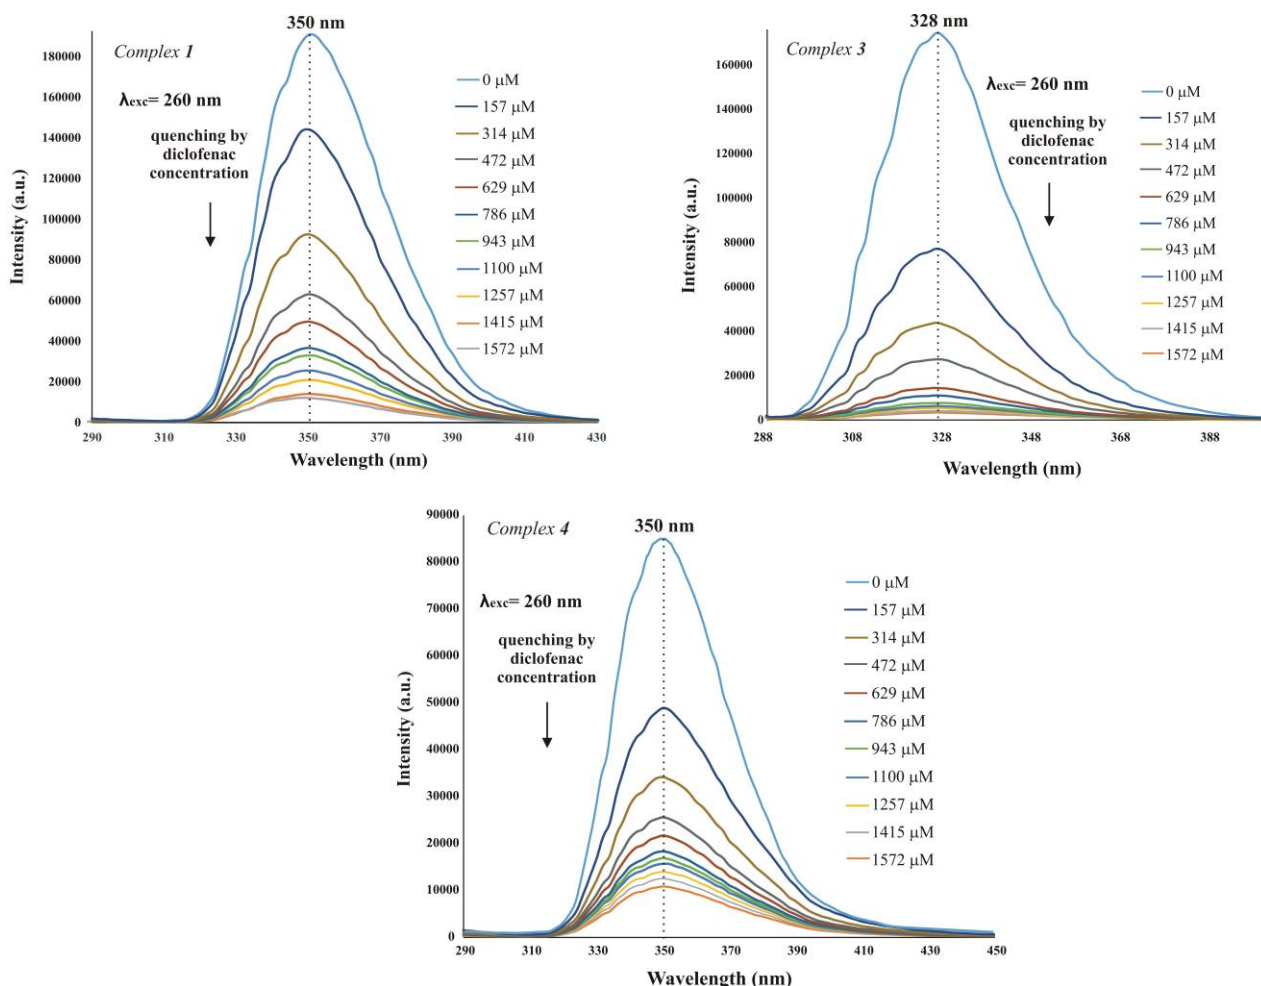 350 nm
Complex 1
λexc= 260 nm
quenching by
diclofenac
concentration
180000
160000
140000
120000
100000
80000
60000
40000
20000
0
Intensity (a.u.)
290
330
350
370
390
410
430
Wavelength (nm)
0 µM
157 µM
314 µM
472 µM
629 µM
786 µM
943 µM
1100 µM
1257 µM
1415 µM
1572 µM
328 nm
Complex 3
λexc= 260 nm
quenching by
diclofenac
concentration
160000
140000
120000
100000
80000
60000
40000
20000
0
Intensity (a.u.)
288
308
328
348
368
388
Wavelength (nm)
0 µM
157 µM
314 µM
472 µM
629 µM
786 µM
943 µM
1100 µM
1257 µM
1415 µM
1572 µM
350 nm
Complex 4
λexc= 260 nm
quenching by
diclofenac
concentration
90000
80000
70000
60000
50000
40000
30000
20000
10000
0
Intensity (a.u.)
290
310
330
350
370
390
410
430
450
Wavelength (nm)
0 µM
157 µM
314 µM
472 µM
629 µM
786 µM
943 µM
1100 µM
1257 µM
1415 µM
1572 µM